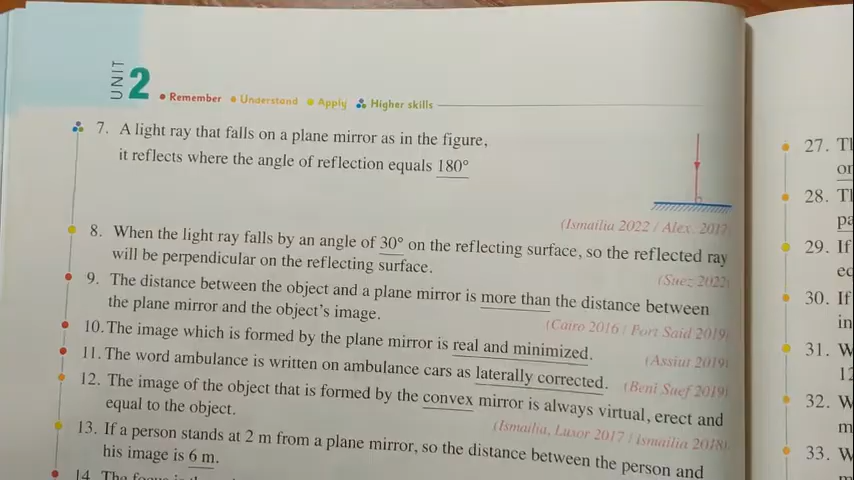 UNIT 2
Remember Understand Apply Higher skills
7. A light ray that falls on a plane mirror as in the figure,
it reflects where the angle of reflection equals 180°
(Ismailia 2022 / Alex. 2017)
8. When the light ray falls by an angle of 30° on the reflecting surface, so the reflected ray
will be perpendicular on the reflecting surface.
(Suez 2022)
9. The distance between the object and a plane mirror is more than the distance between
the plane mirror and the object's image.
(Cairo 2016 / Port Said 2019)
10. The image which is formed by the plane mirror is real and minimized.
(Assiut 2019)
11. The word ambulance is written on ambulance cars as laterally corrected.
(Beni Suef 2019)
12. The image of the object that is formed by the convex mirror is always virtual, erect and
equal to the object.
(Ismailia, Luxor 2017 / Ismailia 2018)
13. If a person stands at 2 m from a plane mirror, so the distance between the person and
his image is 6 m.
14. The focus is
27.
28.
29. If
30. If
in
31.
32.
33.